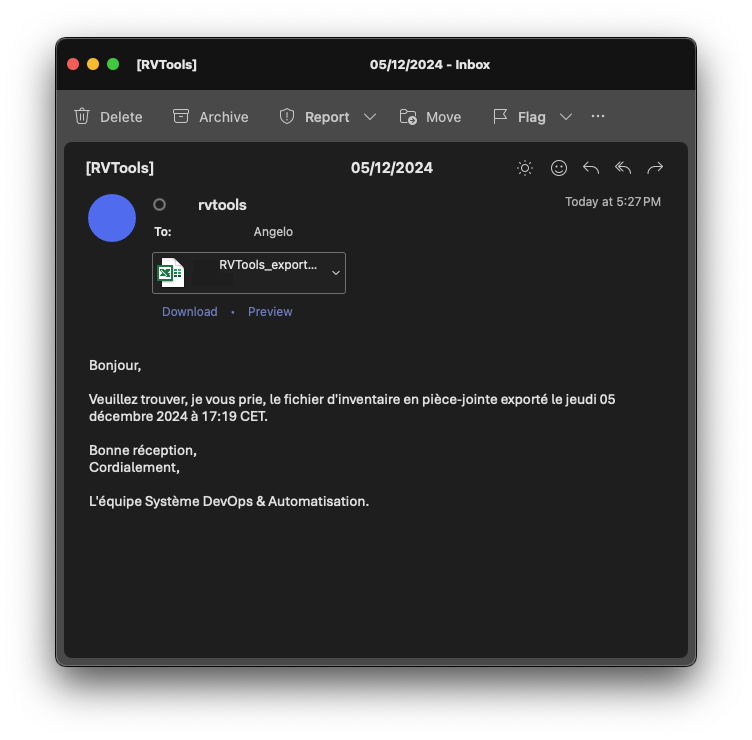 [RVTools] 05/12/2024 - Inbox
Delete Archive Report Move Flag ...
[RVTools] 05/12/2024
rvtools Today at 5:27 PM
To: Angelo
RVTools_export...
Download • Preview
Bonjour,
Veuillez trouver, je vous prie, le fichier d'inventaire en pièce-jointe exporté le jeudi 05
décembre 2024 à 17:19 CET.
Bonne réception,
Cordialement,
L'équipe Système DevOps & Automatisation.